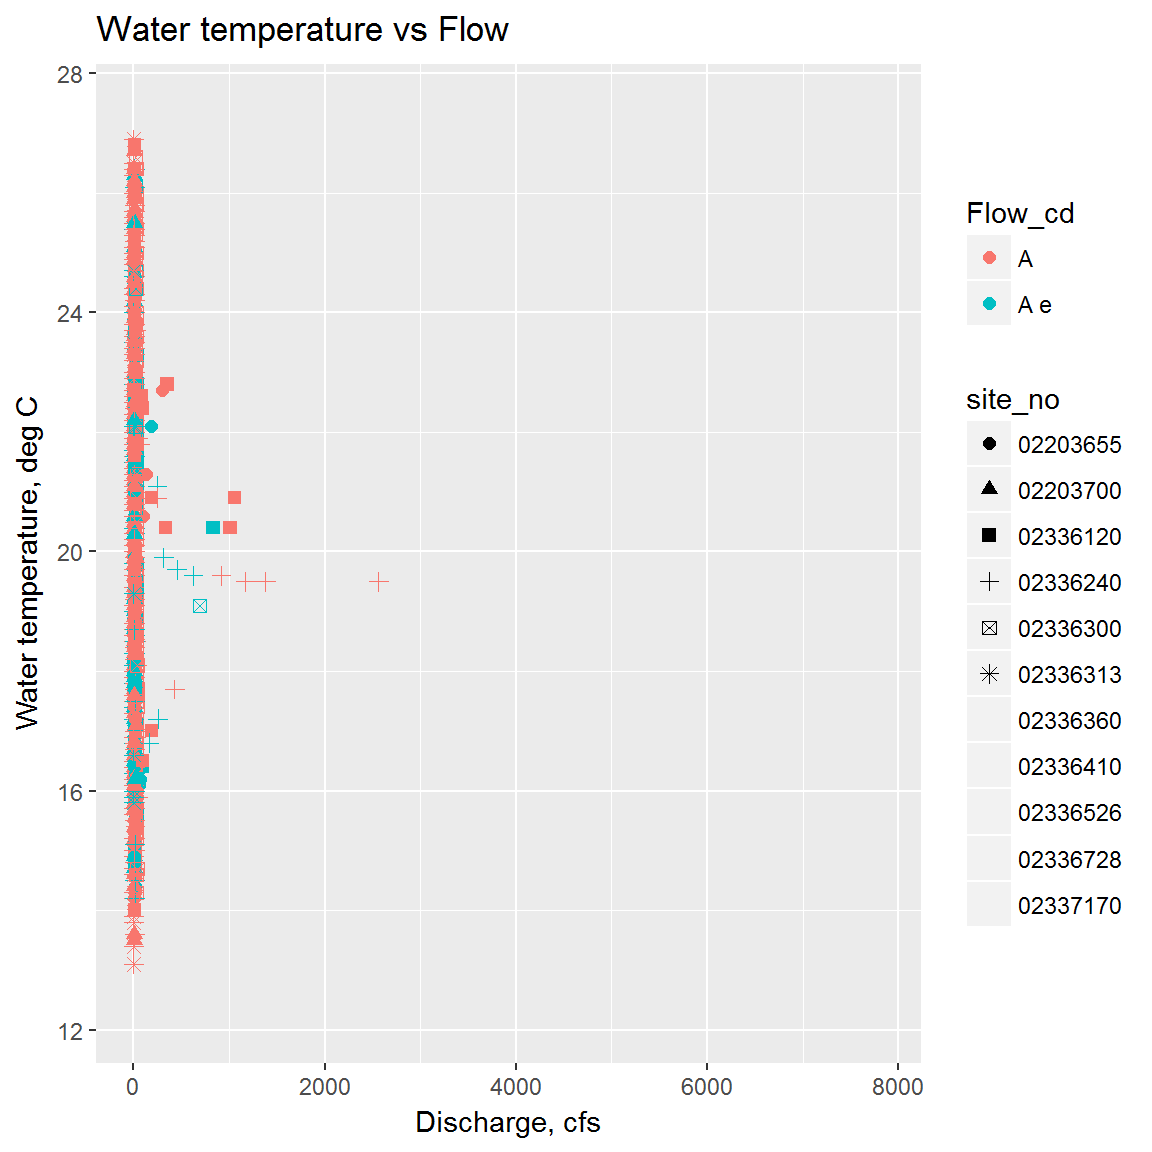 Water temperature vs Flow
28
24
20
16
12
Water temperature, deg C
0 2000 4000 6000 8000
Discharge, cfs
Flow_cd
A
A e
site_no
02203655
02203700
02336120
02336240
02336300
02336313
02336360
02336410
02336526
02336728
02337170